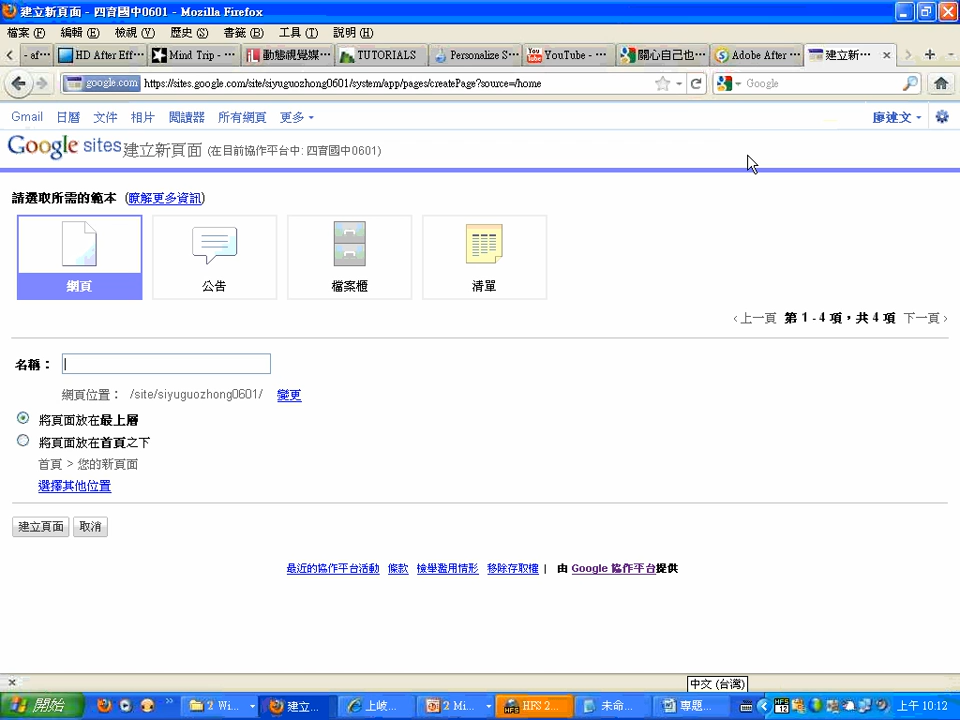 建立新頁面 - 四育國中0601 - Mozilla Firefox
檔案(F) 編輯(E) 檢視(V) 歷史(S) 書籤(B) 工具(T) 說明(H)
- af⋯ HD After Eff⋯ Mind Trip - ⋯ 動態視覺媒⋯ TUTORIALS Personalize S⋯ YouTube - ⋯ 關心自己也⋯ Adobe After ⋯ 建立新⋯
google.com https://sites.google.com/site/siyuguozhong0601/system/app/pages/createPage?source=/home Google
Gmail 日曆 文件 相片 閱讀器 所有網頁 更多 廖達文
Google sites 建立新頁面 (在目前協作平台中: 四育國中0601)
請選取所需的範本 (瞭解更多資訊)
網頁 公告 檔案櫃 清單
‹上一頁 第 1 - 4 項，共 4 項 下一頁›
名稱：
網頁位置： /site/siyuguozhong0601/ 變更
將頁面放在最上層
將頁面放在首頁之下
首頁 > 您的新頁面
選擇其他位置
建立頁面 取消
最近的協作平台活動 條款 檢舉濫用情形 移除存取權 | 由 Google 協作平台提供
中文 (台灣)
開始 2 Wi... 建立... 上岐... 2 Mi... HFS 2... 未命... 專題... 上午 10:12